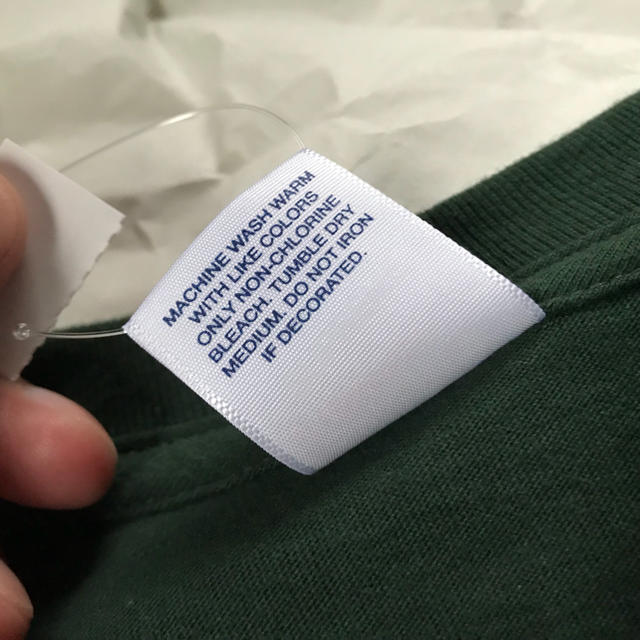 MACHINE WASH WARM
WITH LIKE COLORS
ONLY NON-CHLORINE
BLEACH. TUMBLE DRY
MEDIUM. DO NOT IRON
IF DECORATED.